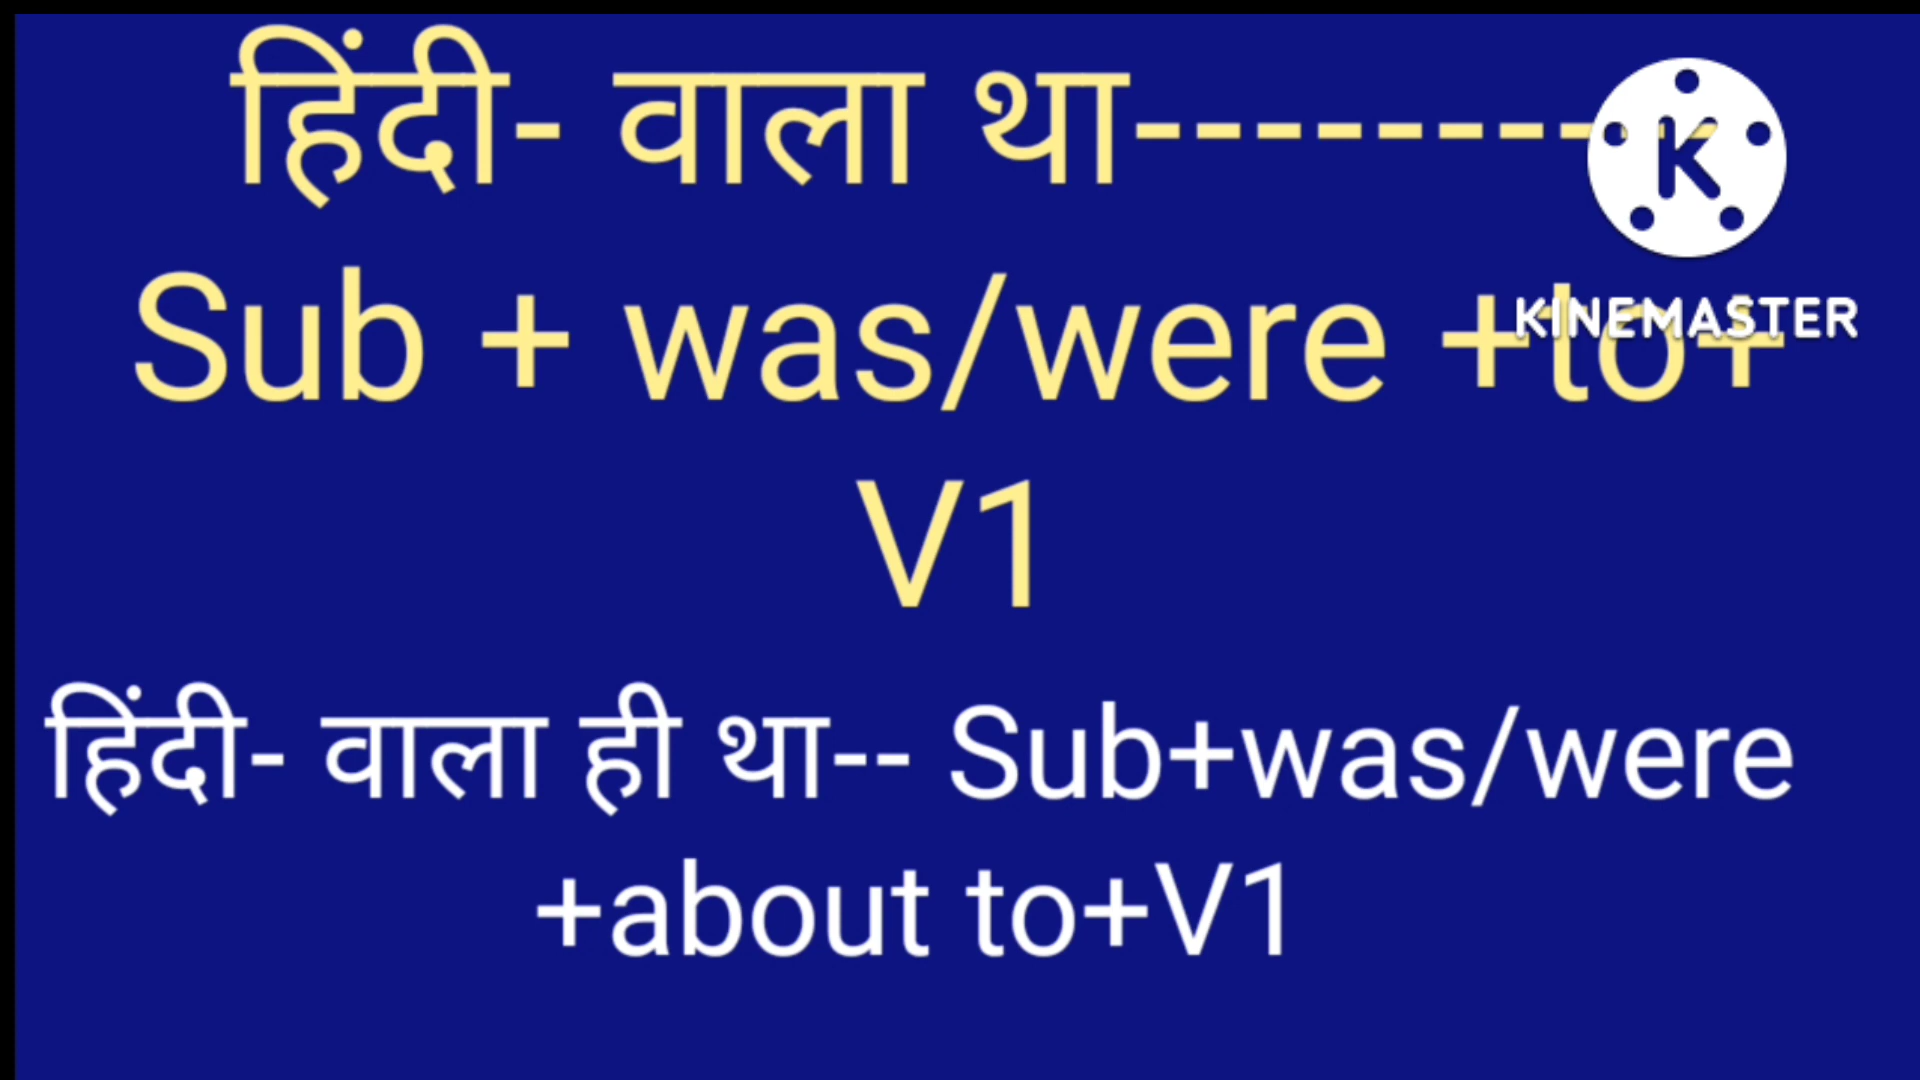 हिंदी- वाला था----------
Sub + was/were +to+
V1
हिंदी- वाला ही था-- Sub+was/were
+about to+V1
K
KINEMASTER